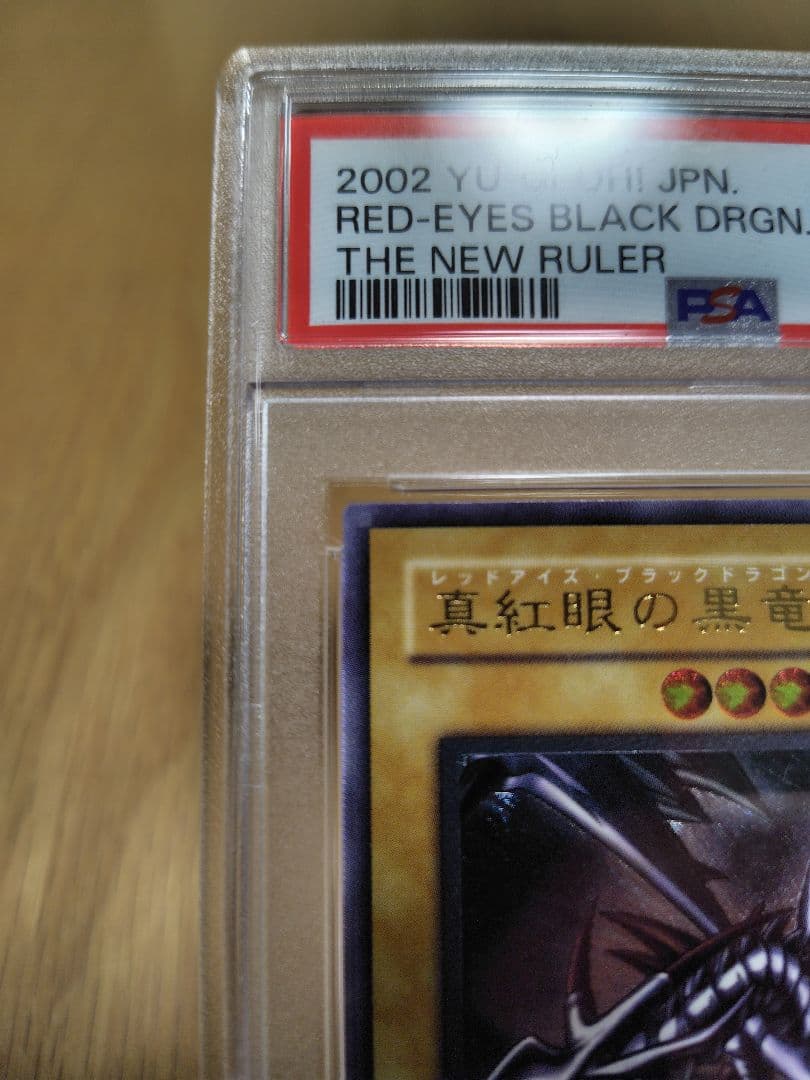 2002 YU-GI-OH! JPN.
RED-EYES BLACK DRGN.
THE NEW RULER
PSA
レッドアイズ・ブラックドラゴン
真紅眼の黒竜